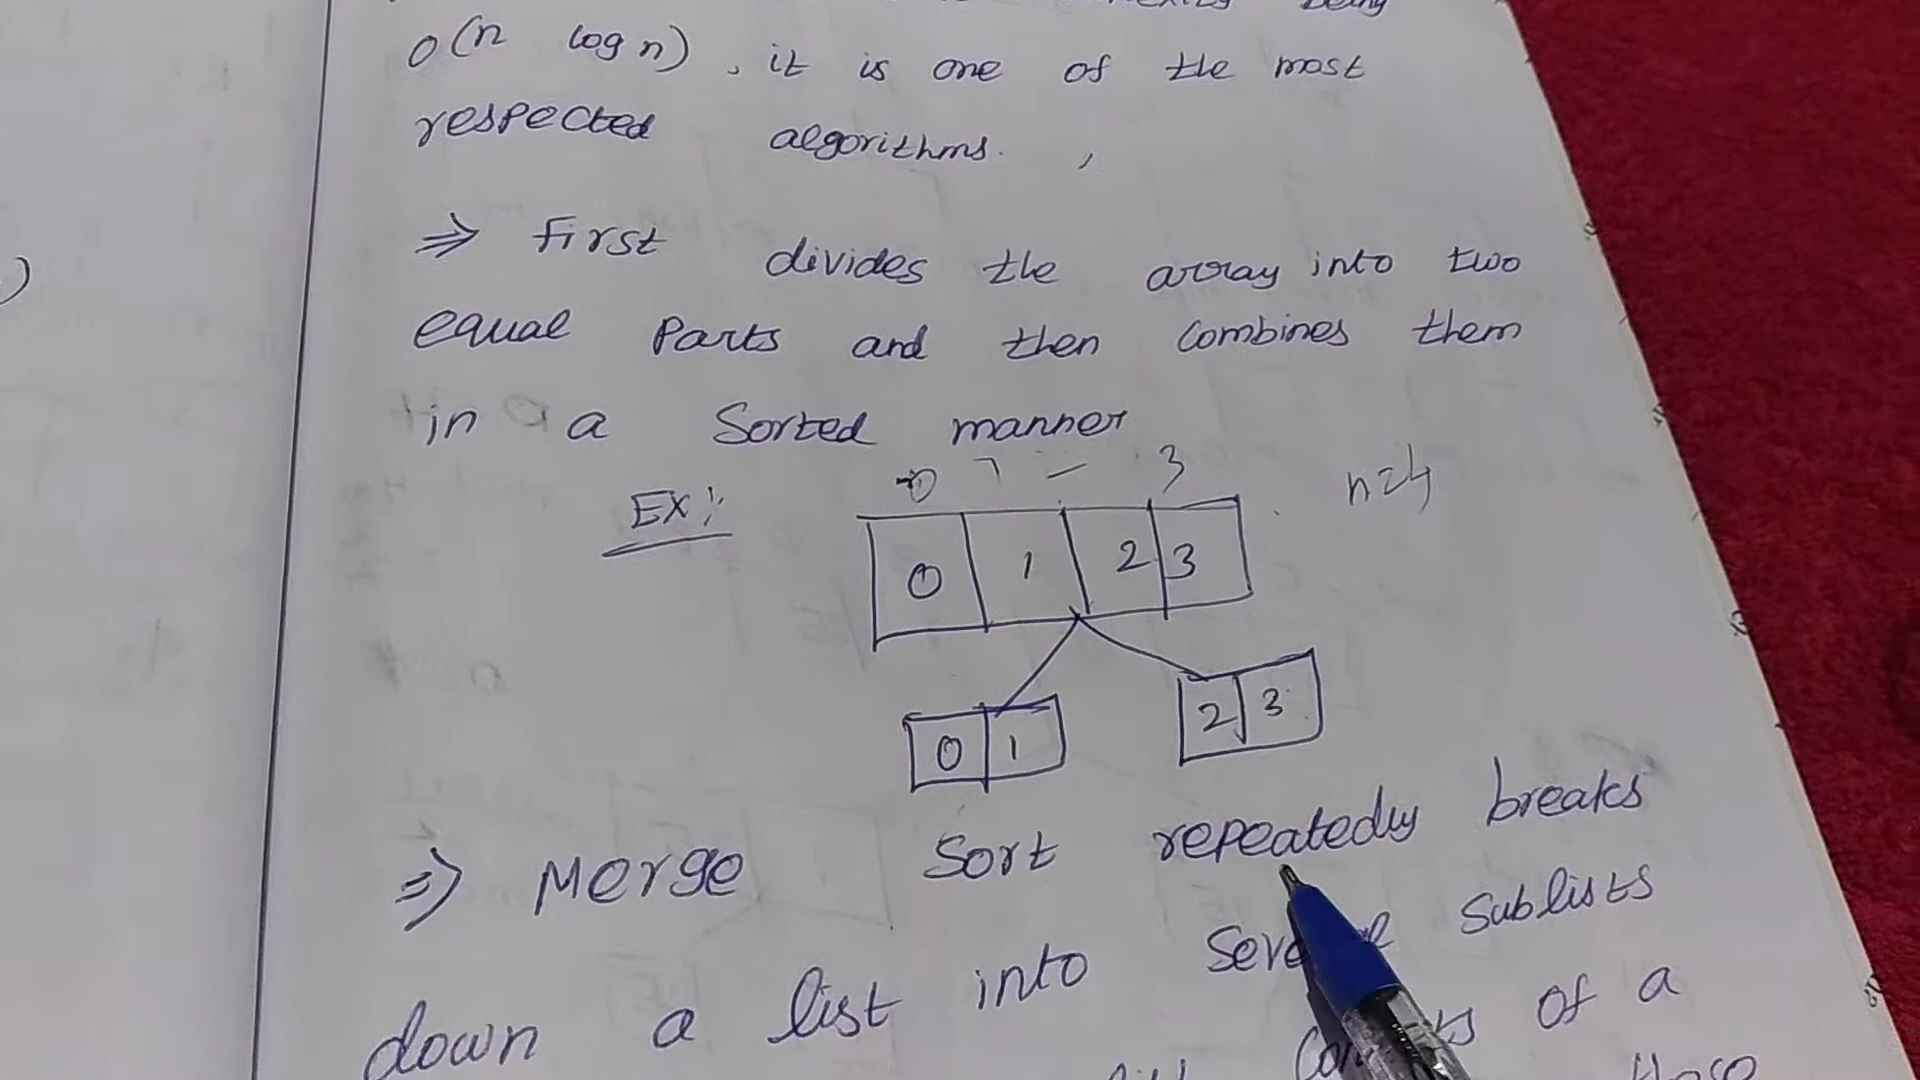 being
O(n log n), it is one of the most
respected algorithms.
⇒ First divides the array into two
equal Parts and then combines them
in a Sorted manner
Ex:
0 1 3
n=4
0 1 2 3
0 1 2 3
⇒ Merge Sort repeatedly breaks
down a list into sublists
of a